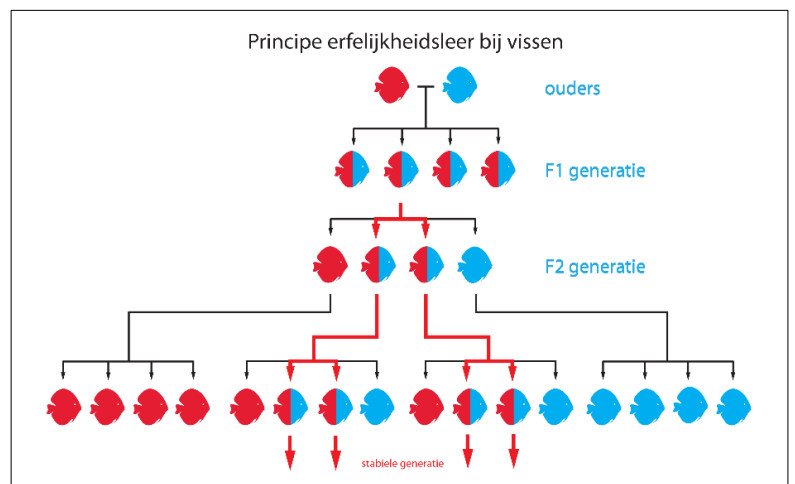 Principe erfelijkheidsleer bij vissen
ouders
F1 generatie
F2 generatie
stabiele generatie